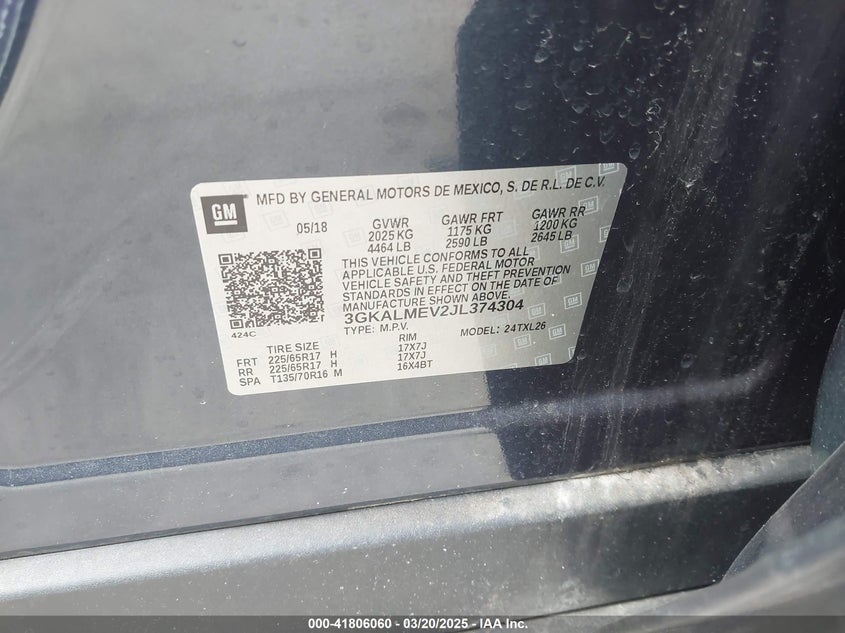 GM
MFD BY GENERAL MOTORS DE MEXICO, S. DE R.L. DE C.V.
05/18 GVWR GAWR FRT GAWR RR
2025 KG 1175 KG 1200 KG
4464 LB 2590 LB 2645 LB
THIS VEHICLE CONFORMS TO ALL
APPLICABLE U.S. FEDERAL MOTOR
VEHICLE SAFETY AND THEFT PREVENTION
STANDARDS IN EFFECT ON THE DATE OF
MANUFACTURE SHOWN ABOVE.
3GKALMEV2JL374304
424C
TYPE: M.P.V. MODEL: 24TXL26
TIRE SIZE RIM
FRT 225/65R17 H 17X7J
RR 225/65R17 H 17X7J
SPA T135/70R16 M 16X4BT
000-41806060 — 03/20/2025 — IAA Inc.